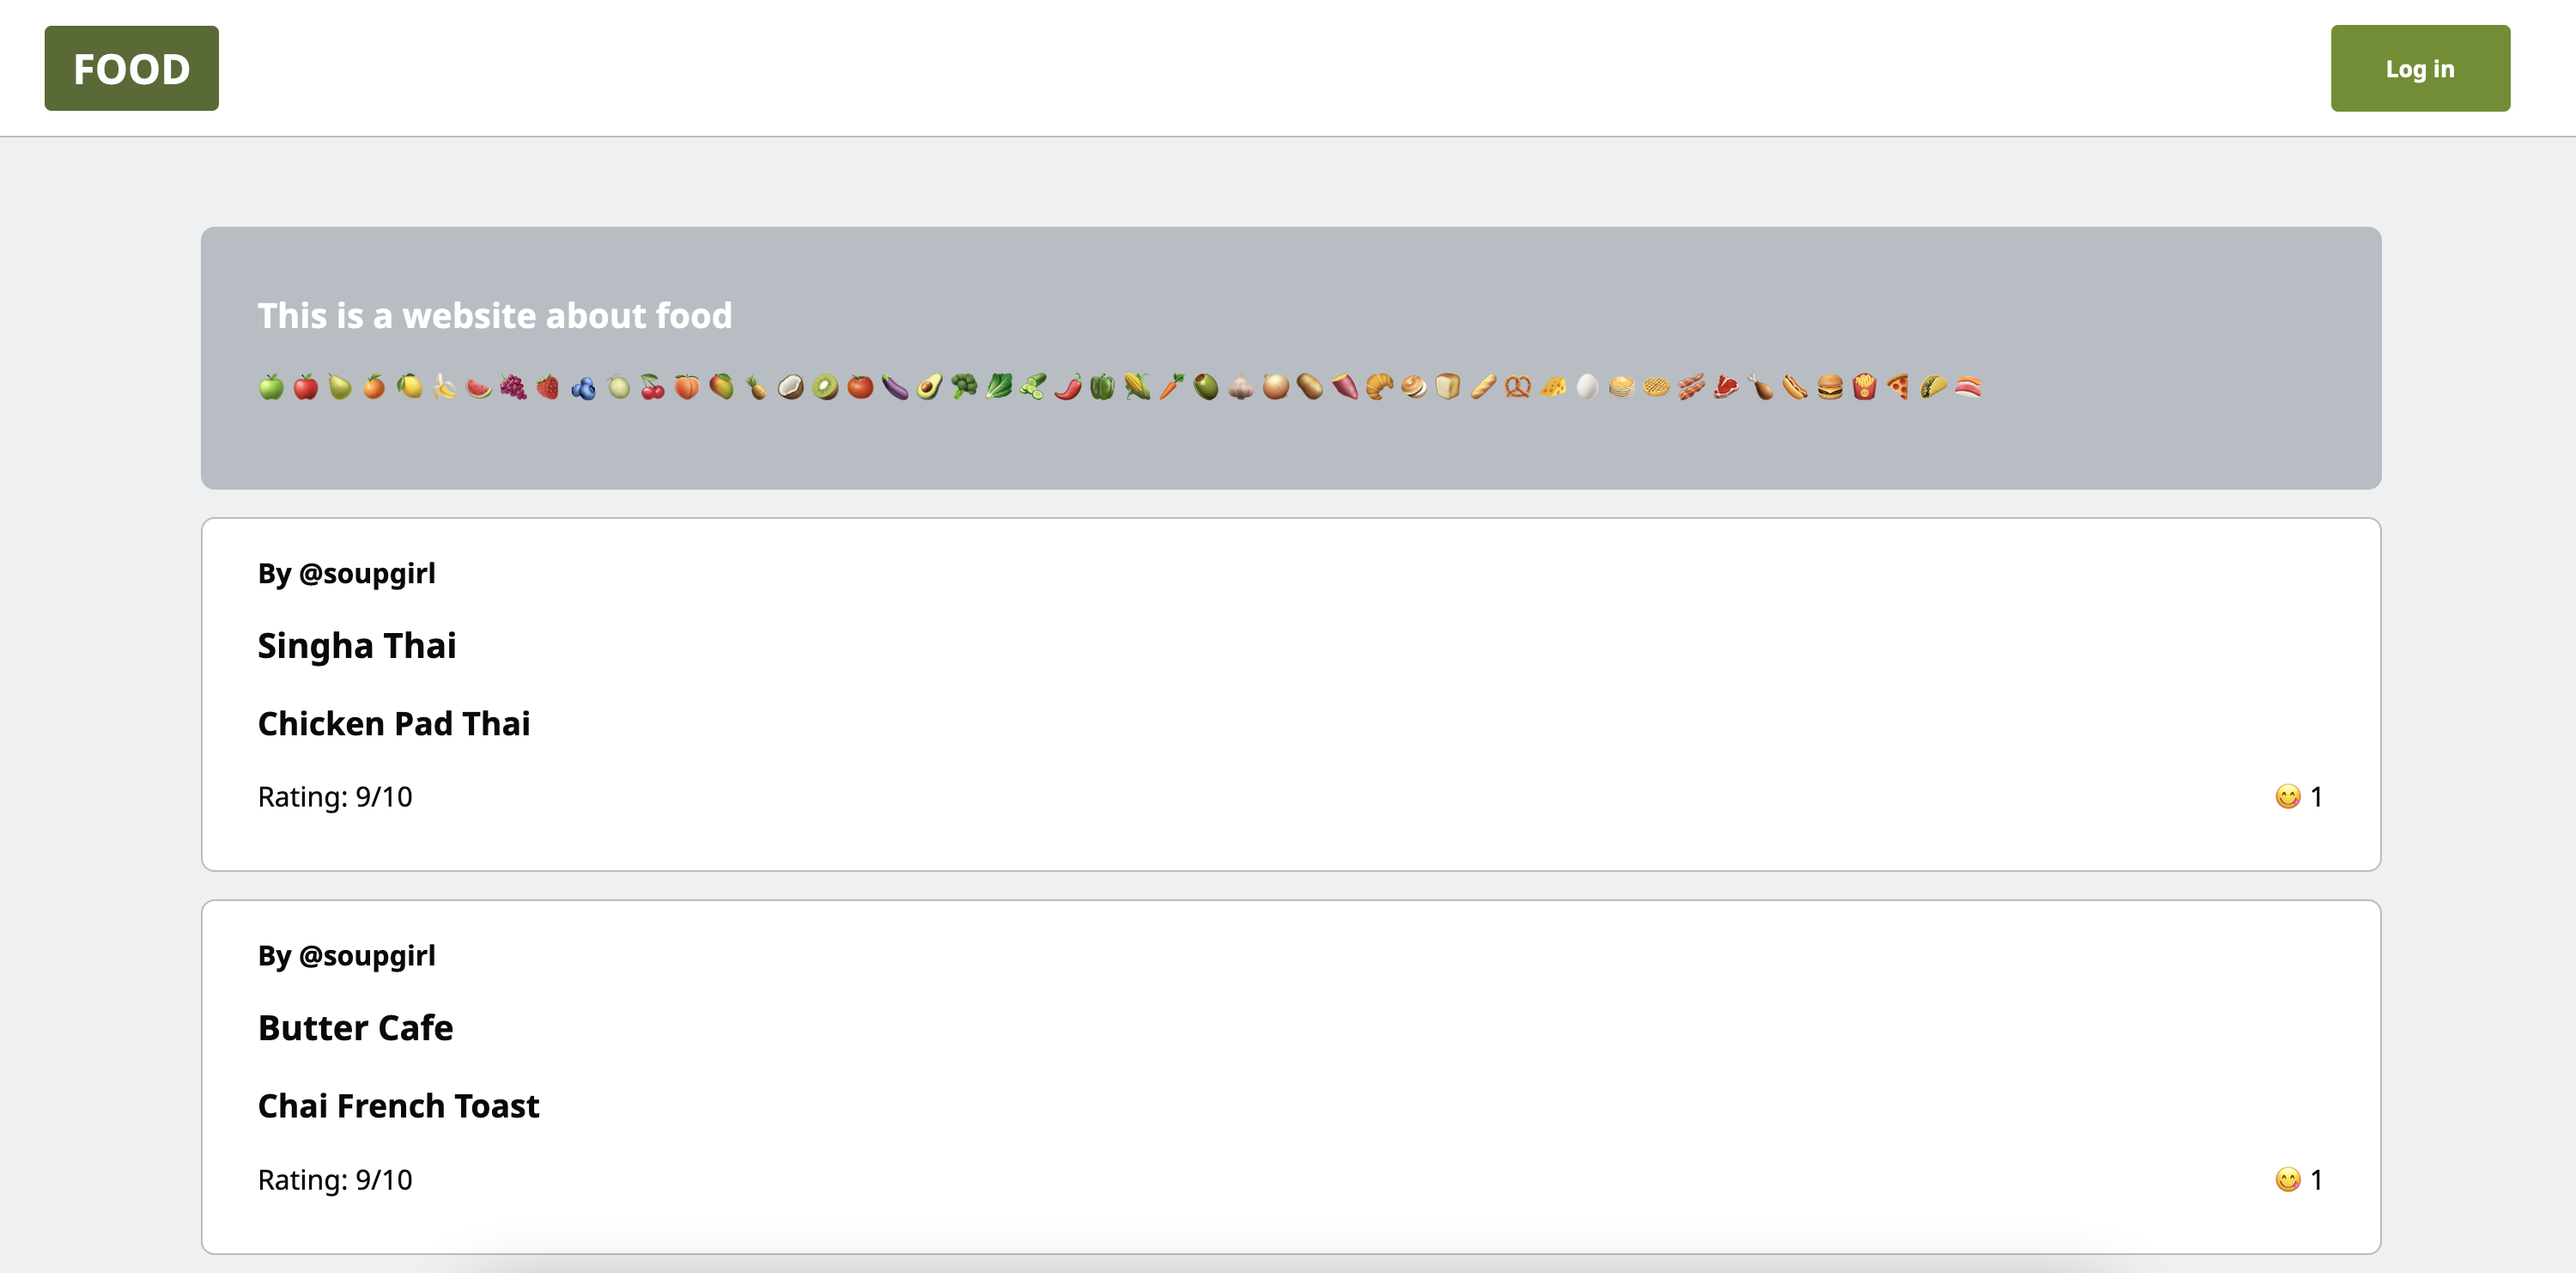 FOOD
Log in
This is a website about food
🍏 🍎 🍐 🍊 🍋 🍌 🍉 🍇 🍓 🫐 🍈 🍒 🍑 🥭 🍍 🥥 🥝 🍅 🍆 🥑 🥦 🥬 🥒 🌶️ 🫑 🌽 🥕 🫒 🧄 🧅 🥔 🍠 🥐 🥯 🍞 🥖 🥨 🧀 🥚 🥞 🧇 🥓 🥩 🍗 🌭 🍔 🍟 🍕 🌮 🍣
By @soupgirl
Singha Thai
Chicken Pad Thai
Rating: 9/10
😋 1
By @soupgirl
Butter Cafe
Chai French Toast
Rating: 9/10
😋 1